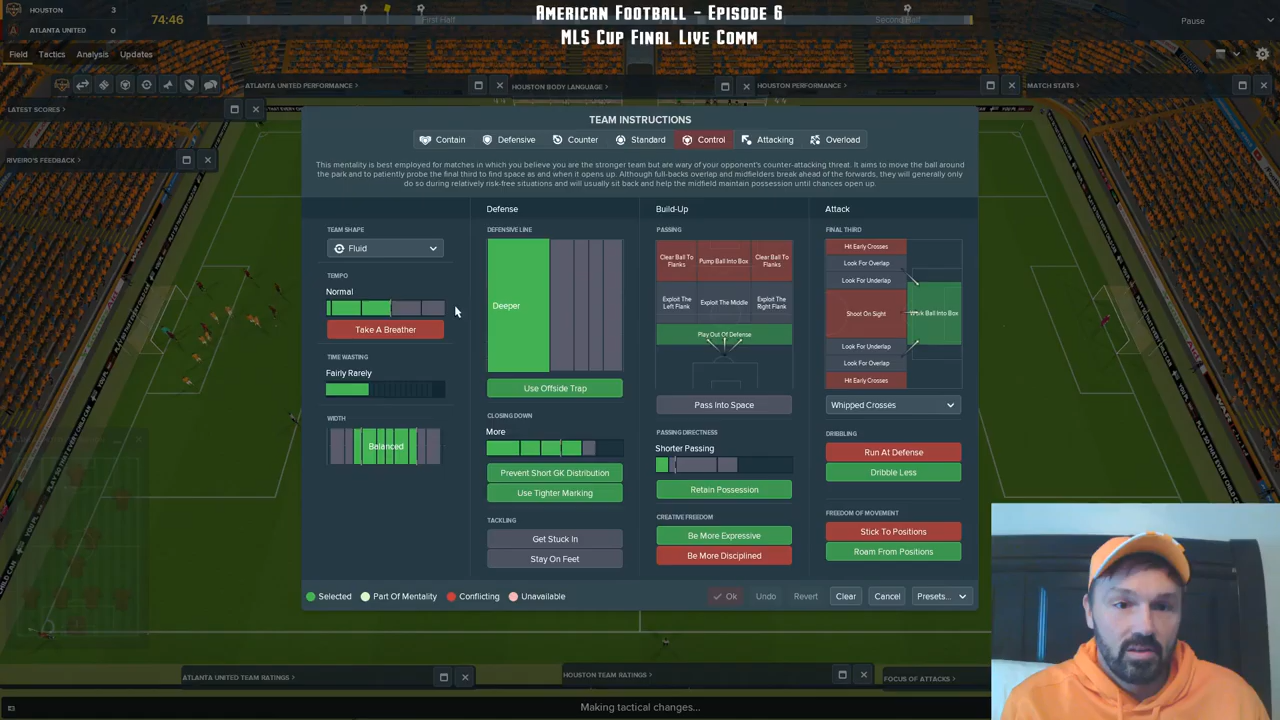 HOUSTON 3
74:46
ATLANTA UNITED 0
First Half
Second Half
American Football - Episode 6
MLS Cup Final Live Comm
Pause
Field Tactics Analysis Updates
ATLANTA UNITED PERFORMANCE >
HOUSTON BODY LANGUAGE >
HOUSTON PERFORMANCE >
MATCH STATS >
LATEST SCORES >
RIVEIRO'S FEEDBACK >
TEAM INSTRUCTIONS
Contain Defensive Counter Standard Control Attacking Overload
This mentality is best employed for matches in which you believe you are the stronger team but are wary of your opponent's counter-attacking threat. It aims to move the ball around
the park and to patiently probe the final third to find space as and when it opens up. Although full-backs overlap and midfielders break ahead of the forwards, they will generally only
do so during relatively risk-free situations and will usually sit back and help the midfield maintain possession until chances open up.
TEAM SHAPE
Fluid
TEMPO
Normal
Take A Breather
TIME WASTING
Fairly Rarely
WIDTH
Balanced
Defense
DEFENSIVE LINE
Deeper
Use Offside Trap
CLOSING DOWN
More
Prevent Short GK Distribution
Use Tighter Marking
TACKLING
Get Stuck In
Stay On Feet
Build-Up
PASSING
Clear Ball To Flanks
Pump Ball Into Box
Clear Ball To Flanks
Exploit The Left Flank
Exploit The Middle
Exploit The Right Flank
Play Out Of Defense
Pass Into Space
PASSING DIRECTNESS
Shorter Passing
Retain Possession
CREATIVE FREEDOM
Be More Expressive
Be More Disciplined
Attack
FINAL THIRD
Hit Early Crosses
Look For Overlap
Look For Underlap
Shoot On Sight
Walk Ball Into Box
Look For Underlap
Look For Overlap
Hit Early Crosses
Whipped Crosses
DRIBBLING
Run At Defense
Dribble Less
FREEDOM OF MOVEMENT
Stick To Positions
Roam From Positions
Selected Part Of Mentality Conflicting Unavailable
Ok Undo Revert Clear Cancel Presets...
ATLANTA UNITED TEAM RATINGS >
HOUSTON TEAM RATINGS >
FOCUS OF ATTACKS >
Making tactical changes...